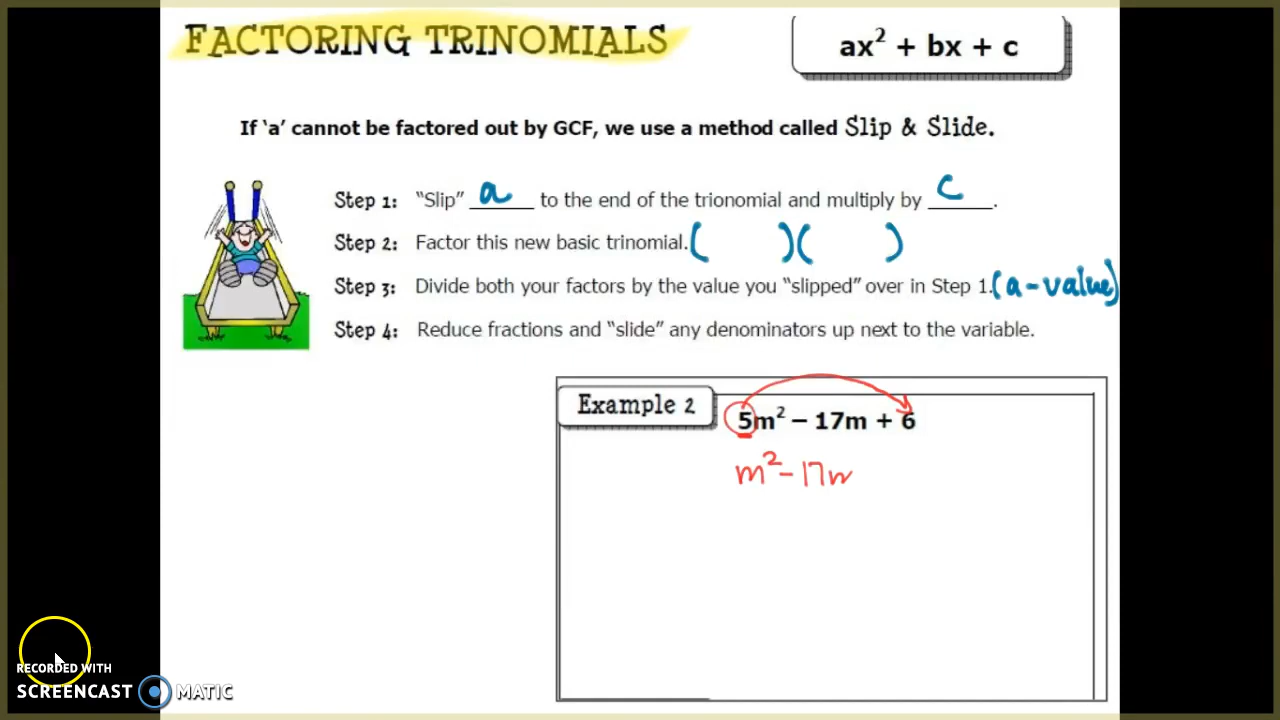 FACTORING TRINOMIALS
ax² + bx + c
If ‘a’ cannot be factored out by GCF, we use a method called Slip & Slide.
Step 1: “Slip” a to the end of the trionomial and multiply by c.
Step 2: Factor this new basic trinomial. ( )( )
Step 3: Divide both your factors by the value you “slipped” over in Step 1. (a-value)
Step 4: Reduce fractions and “slide” any denominators up next to the variable.
Example 2
5m² – 17m + 6
m² - 17m
RECORDED WITH
SCREENCAST MATIC